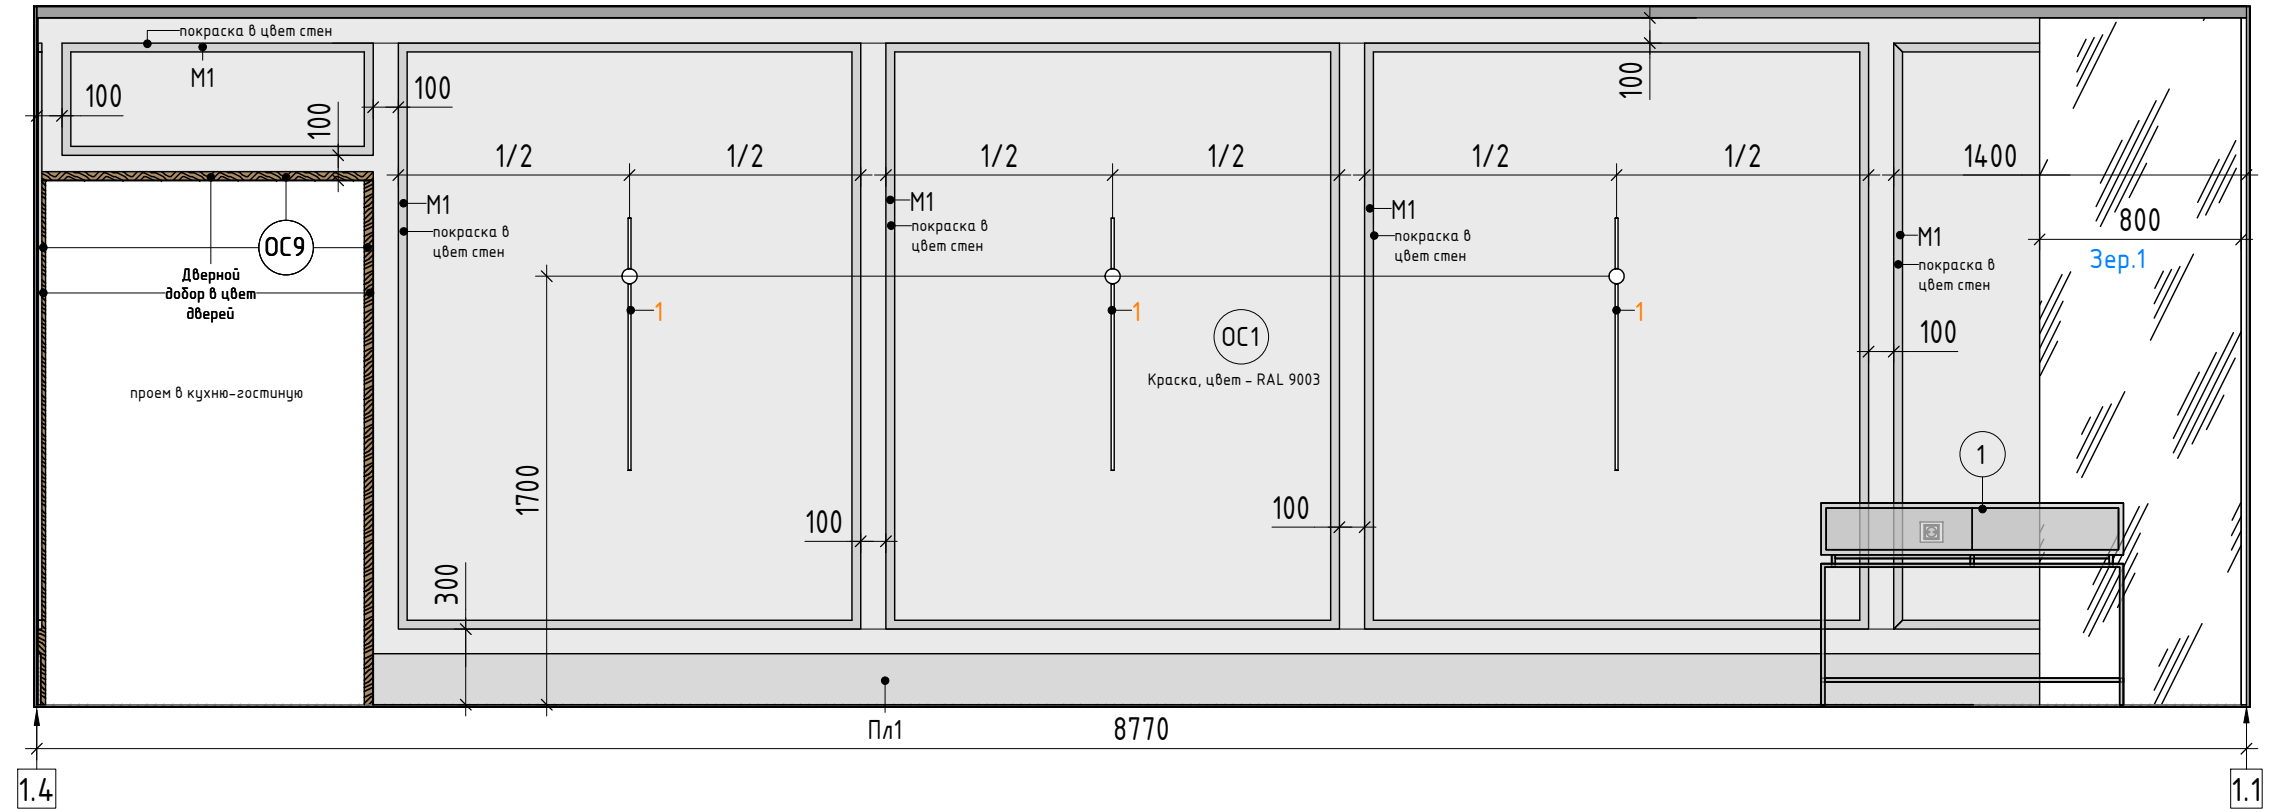 покраска в цвет стен
М1
100
100
100
100
1/2
1/2
1/2
1/2
1/2
1/2
1400
М1
покраска в
цвет стен
М1
покраска в
цвет стен
М1
покраска в
цвет стен
М1
покраска в
цвет стен
800
Зер.1
ОС9
Дверной
добор в цвет
дверей
1
1
1
ОС1
Краска, цвет - RAL 9003
100
проем в кухню-гостиную
1
1700
100
100
300
Пл1
8770
1.4
1.1